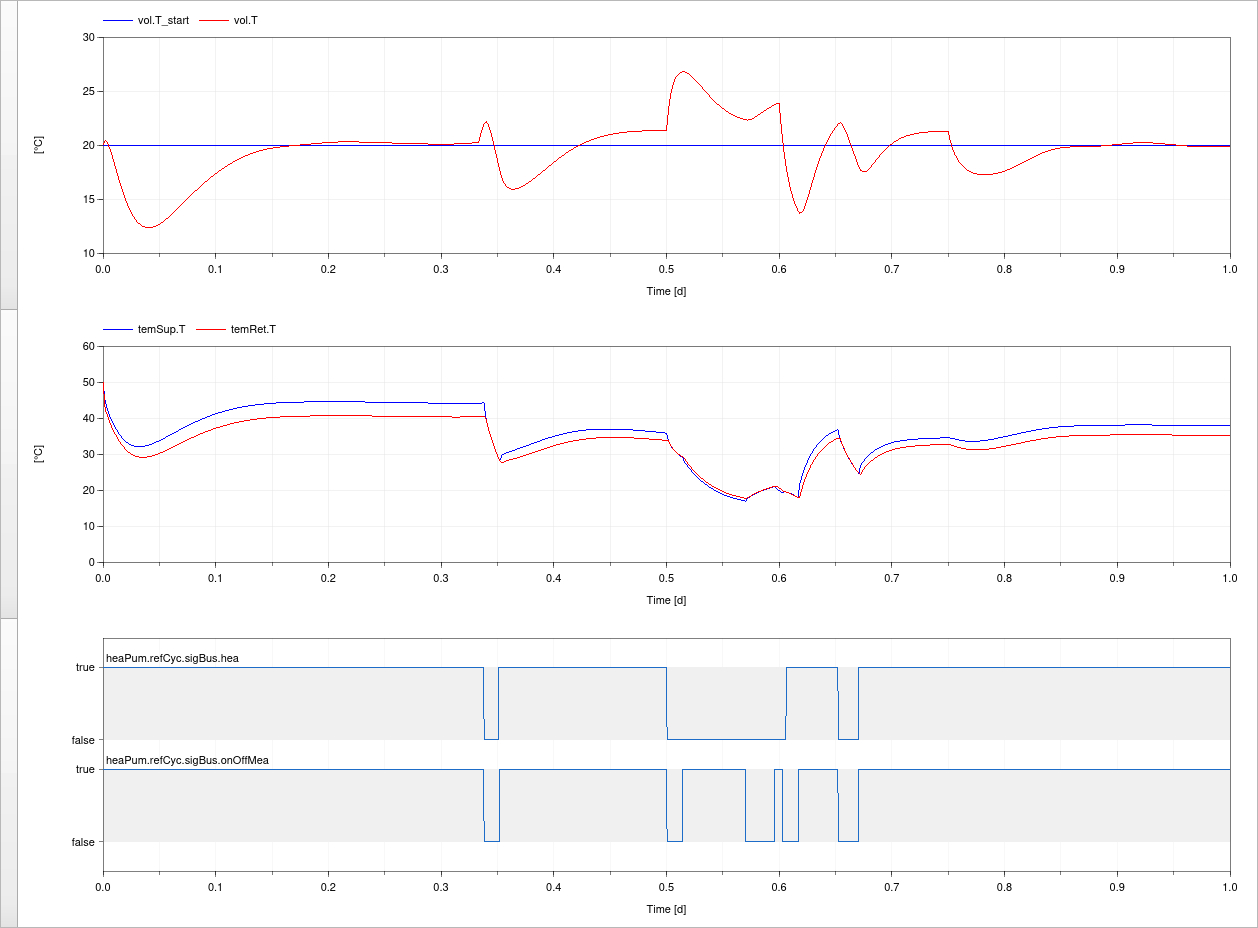 vol.T_start vol.T
30
25
20
15
10
[°C]
0.0 0.1 0.2 0.3 0.4 0.5 0.6 0.7 0.8 0.9 1.0
Time [d]
temSup.T temRet.T
60
50
40
30
20
10
0
[°C]
0.0 0.1 0.2 0.3 0.4 0.5 0.6 0.7 0.8 0.9 1.0
Time [d]
heaPum.refCyc.sigBus.hea
true
false
heaPum.refCyc.sigBus.onOffMea
true
false
0.0 0.1 0.2 0.3 0.4 0.5 0.6 0.7 0.8 0.9 1.0
Time [d]